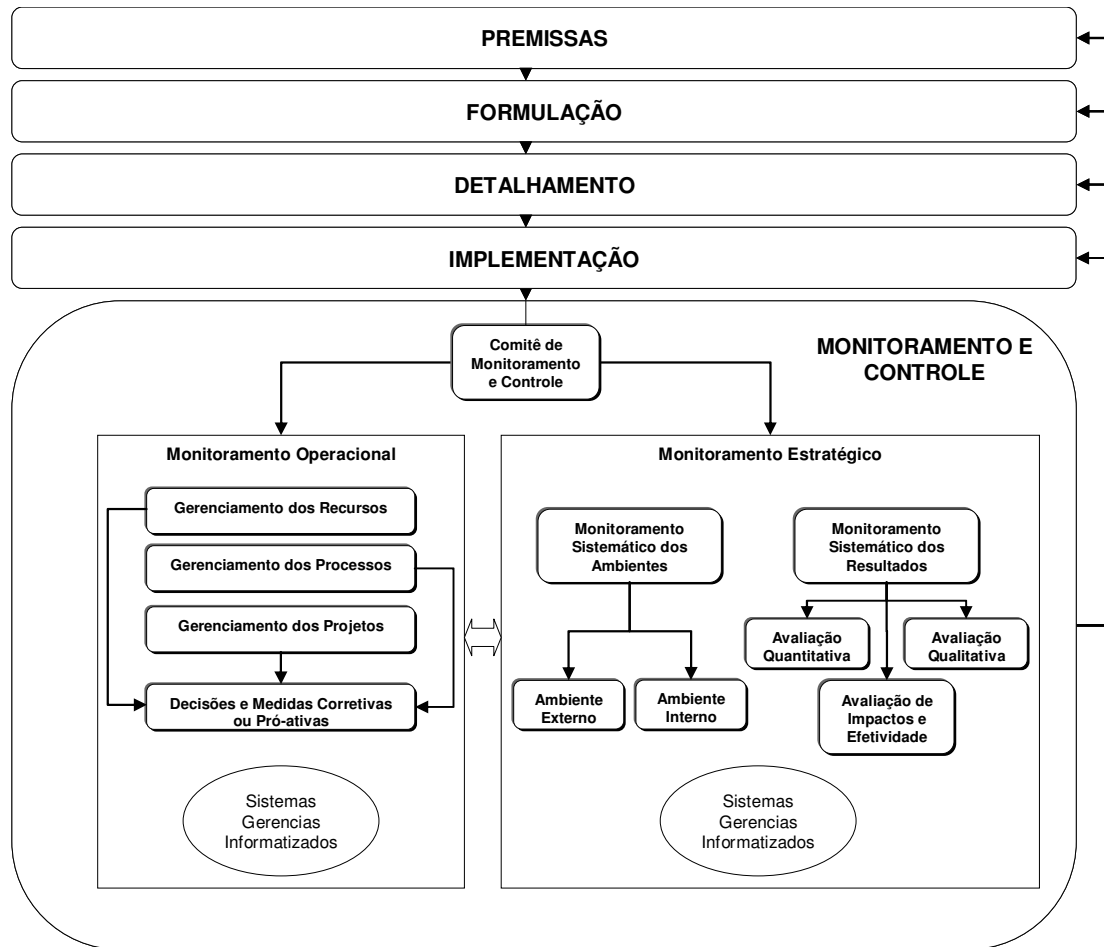 PREMISSAS
FORMULAÇÃO
DETALHAMENTO
IMPLEMENTAÇÃO
Comitê de
Monitoramento
e Controle
MONITORAMENTO E
CONTROLE
Monitoramento Operacional
Gerenciamento dos Recursos
Gerenciamento dos Processos
Gerenciamento dos Projetos
Decisões e Medidas Corretivas
ou Pró-ativas
Sistemas
Gerencias
Informatizados
Monitoramento Estratégico
Monitoramento
Sistemático dos
Ambientes
Ambiente
Externo
Ambiente
Interno
Monitoramento
Sistemático dos
Resultados
Avaliação
Quantitativa
Avaliação
Qualitativa
Avaliação de
Impactos e
Efetividade
Sistemas
Gerencias
Informatizados